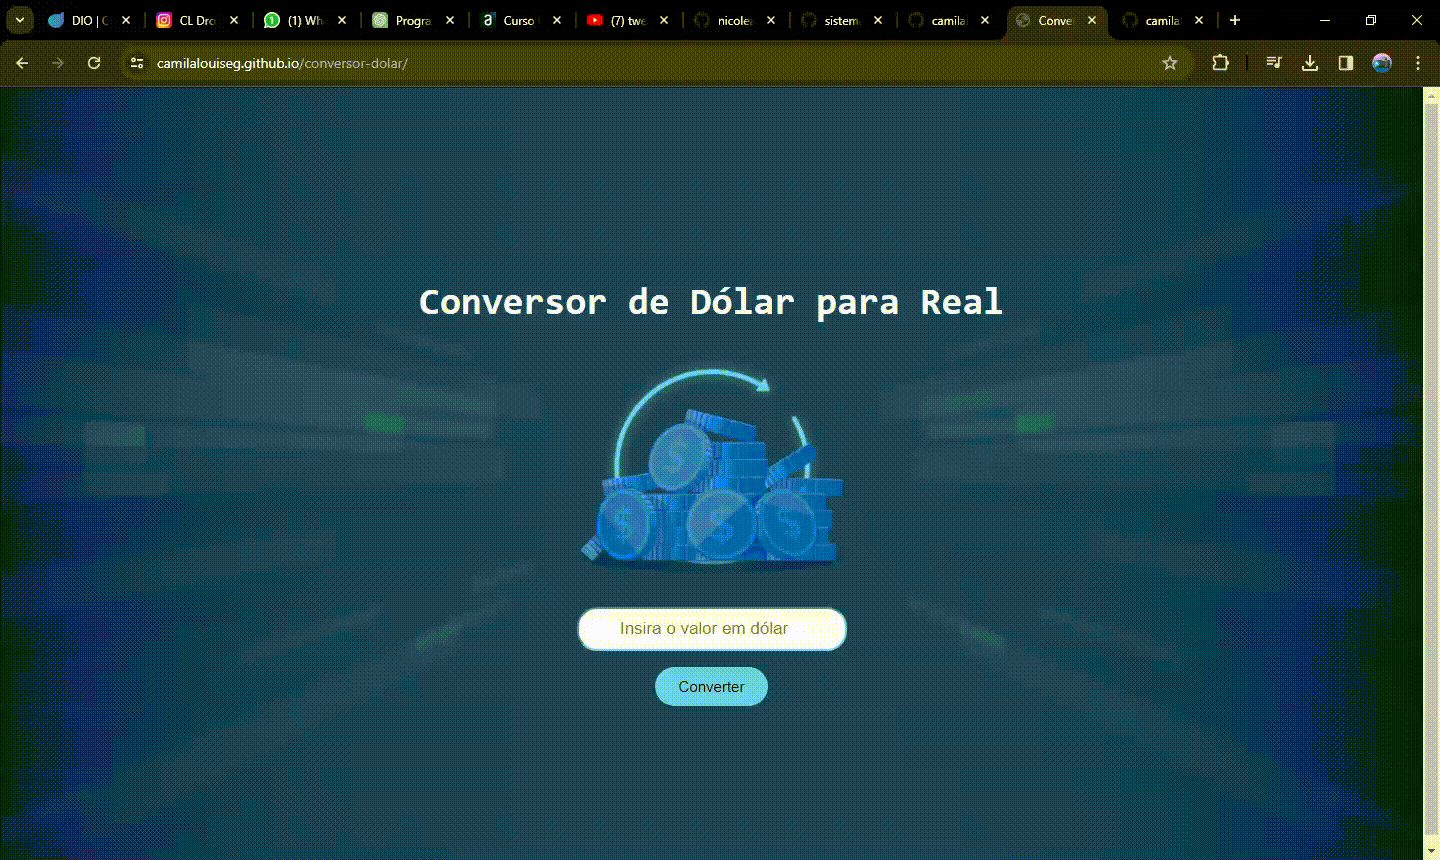 DIO | C
CL Dro
(1) Wh
Progra
Curso
(7) twe
nicole
sistem
camila
Conve
camila
camilalouiseg.github.io/conversor-dolar/
Conversor de Dólar para Real
Insira o valor em dólar
Converter